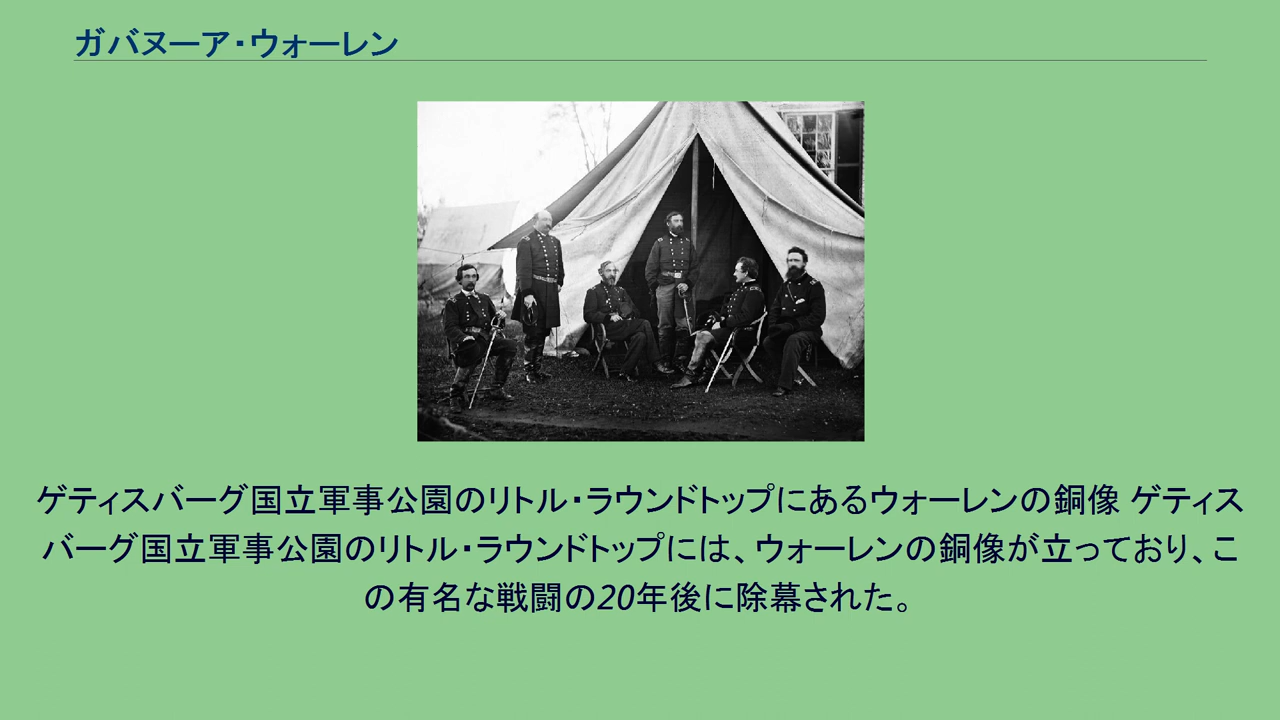 ガバヌーア・ウォーレン
ゲティスバーグ国立軍事公園のリトル・ラウンドトップにあるウォーレンの銅像 ゲティス
バーグ国立軍事公園のリトル・ラウンドトップには、ウォーレンの銅像が立っており、こ
の有名な戦闘の20年後に除幕された。